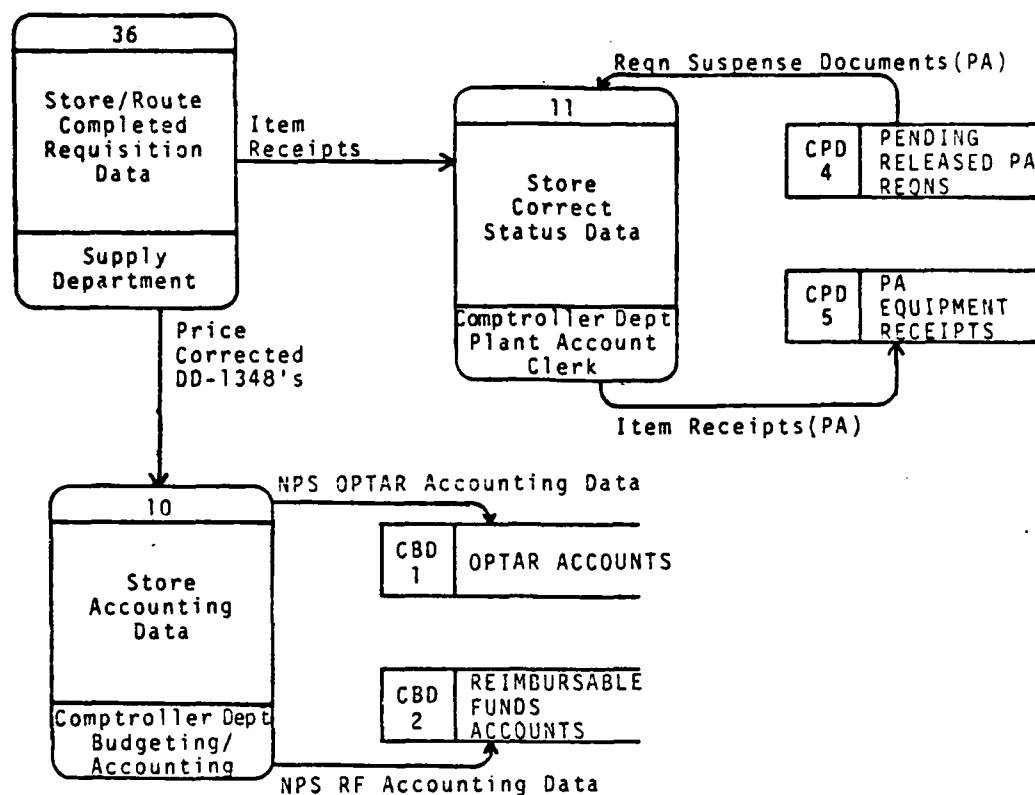 36
Store/Route
Completed
Requisition
Data
Supply
Department
Item
Receipts
Reqn Suspense Documents(PA)
11
Store
Correct
Status Data
Comptroller Dept
Plant Account
Clerk
CPD
4
PENDING
RELEASED PA
REQNS
CPD
5
PA
EQUIPMENT
RECEIPTS
Item Receipts(PA)
Price
Corrected
DD-1348's
10
Store
Accounting
Data
Comptroller Dept
Budgeting/
Accounting
NPS OPTAR Accounting Data
CBD
1
OPTAR ACCOUNTS
CBD
2
REIMBURSABLE
FUNDS
ACCOUNTS
NPS RF Accounting Data